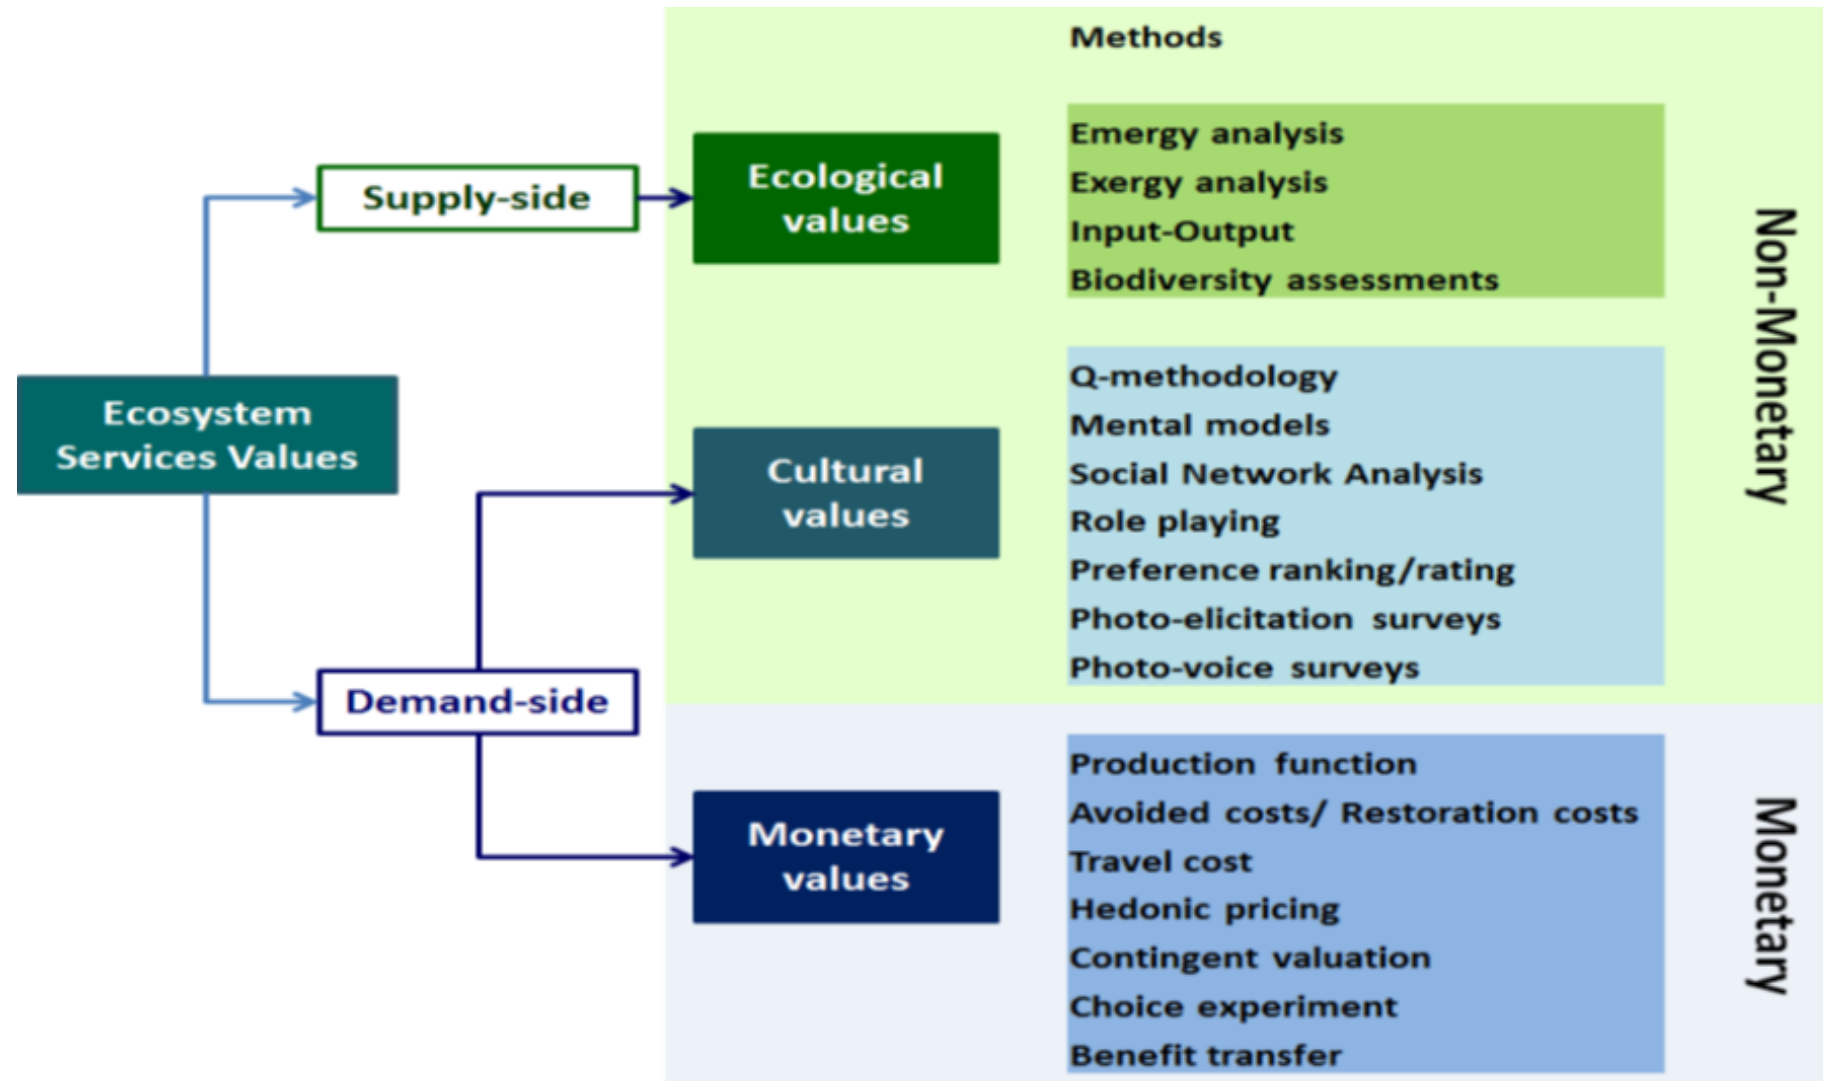 Methods
Supply-side
Ecological
values
Emergy analysis
Exergy analysis
Input-Output
Biodiversity assessments
Non-Monetary
Ecosystem
Services Values
Cultural
values
Q-methodology
Mental models
Social Network Analysis
Role playing
Preference ranking/rating
Photo-elicitation surveys
Photo-voice surveys
Demand-side
Monetary
values
Production function
Avoided costs/ Restoration costs
Travel cost
Hedonic pricing
Contingent valuation
Choice experiment
Benefit transfer
Monetary